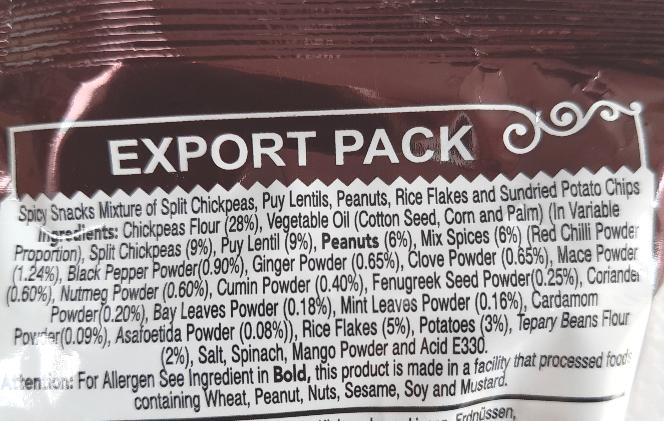 EXPORT PACK
Spicy Snacks Mixture of Split Chickpeas, Puy Lentils, Peanuts, Rice Flakes and Sundried Potato Chips
Ingredients: Chickpeas Flour (28%), Vegetable Oil (Cotton Seed, Corn and Palm) (In Variable
Proportion), Split Chickpeas (9%), Puy Lentil (9%), Peanuts (6%), Mix Spices (6%) (Red Chilli Powder
(1.24%), Black Pepper Powder(0.90%), Ginger Powder (0.65%), Clove Powder (0.65%), Mace Powder
(0.60%), Nutmeg Powder (0.60%), Cumin Powder (0.40%), Fenugreek Seed Powder(0.25%), Coriander
Powder(0.20%), Bay Leaves Powder (0.18%), Mint Leaves Powder (0.16%), Cardamom
Powder(0.09%), Asafoetida Powder (0.08%)), Rice Flakes (5%), Potatoes (3%), Tepary Beans Flour
(2%), Salt, Spinach, Mango Powder and Acid E330.
Attention: For Allergen See Ingredient in Bold, this product is made in a facility that processed foods
containing Wheat, Peanut, Nuts, Sesame, Soy and Mustard.
Erdnüssen,